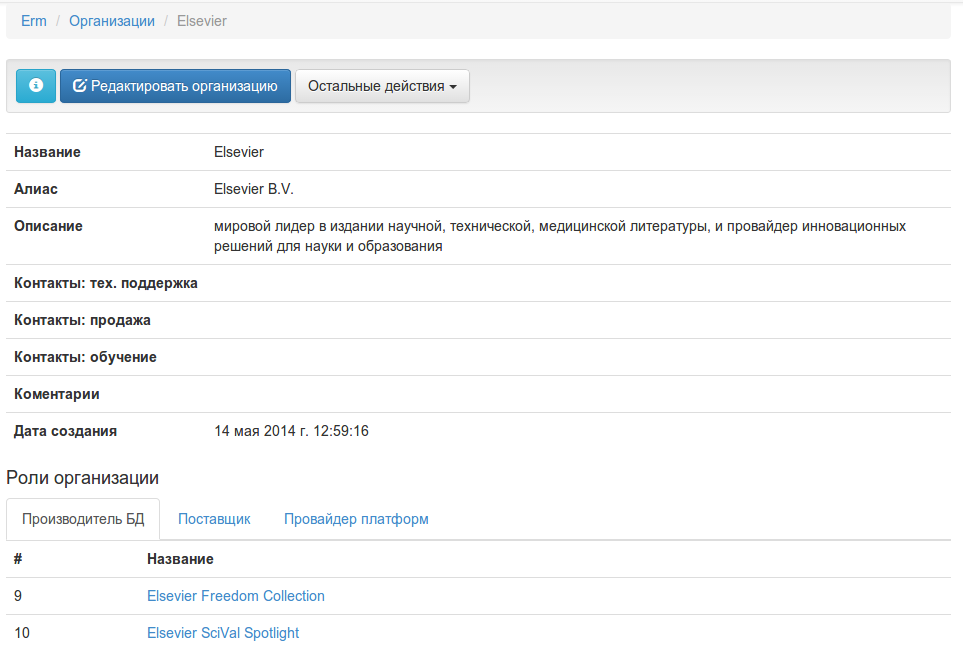 Erm / Организации / Elsevier
Редактировать организацию Остальные действия
Название Elsevier
Алиас Elsevier B.V.
Описание мировой лидер в издании научной, технической, медицинской литературы, и провайдер инновационных
решений для науки и образования
Контакты: тех. поддержка
Контакты: продажа
Контакты: обучение
Коментарии
Дата создания 14 мая 2014 г. 12:59:16
Роли организации
Производитель БД Поставщик Провайдер платформ
# Название
9 Elsevier Freedom Collection
10 Elsevier SciVal Spotlight